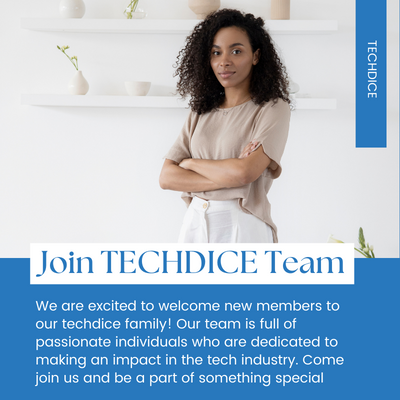 TECHDICE
Join TECHDICE Team
We are excited to welcome new members to
our techdice family! Our team is full of
passionate individuals who are dedicated to
making an impact in the tech industry. Come
join us and be a part of something special